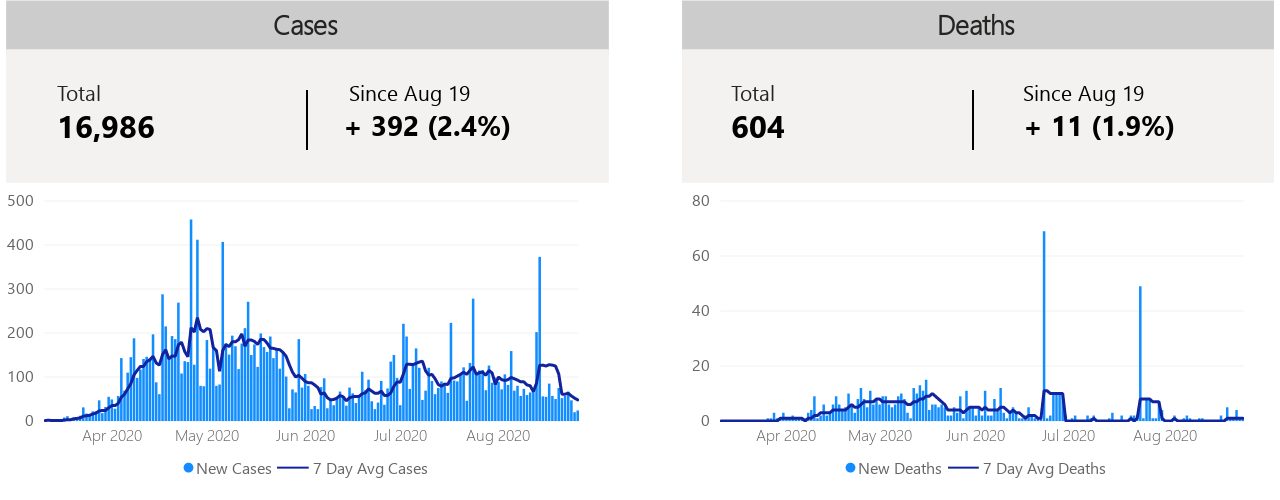 Cases
Total
Since Aug 19
16,986
+ 392 (2.4%)
500
400
300
200
100
0
Apr 2020 May 2020 Jun 2020 Jul 2020 Aug 2020
New Cases 7 Day Avg Cases
Deaths
Total
Since Aug 19
604
+ 11 (1.9%)
80
60
40
20
0
Apr 2020 May 2020 Jun 2020 Jul 2020 Aug 2020
New Deaths 7 Day Avg Deaths